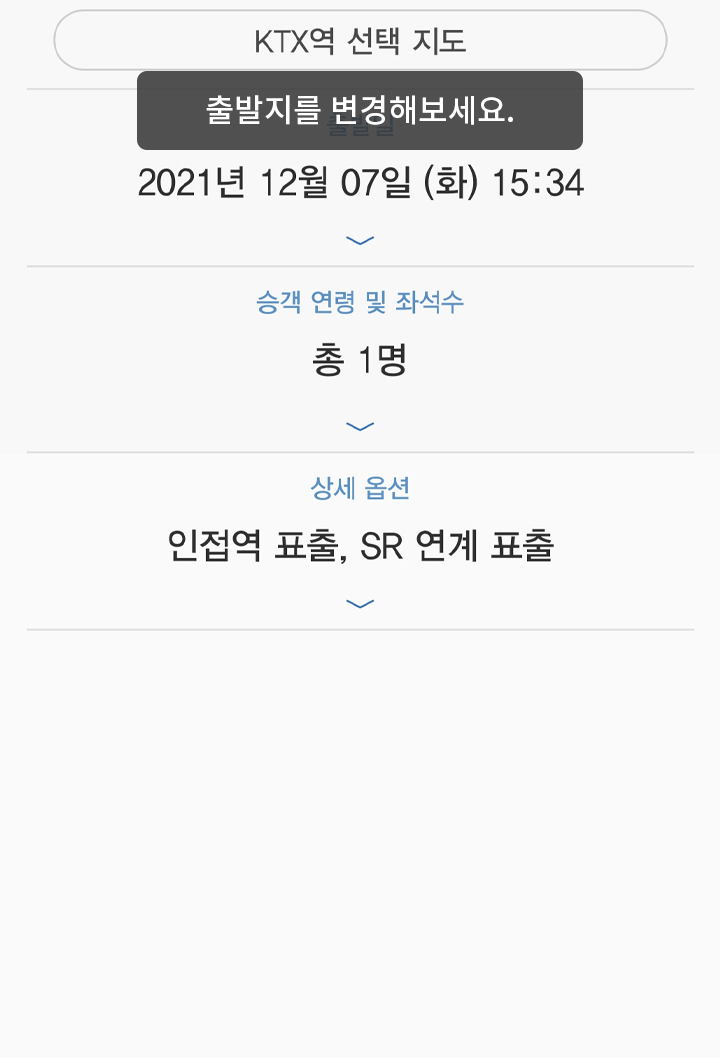 KTX역 선택 지도
출발지를 변경해보세요.
출발일
2021년 12월 07일 (화) 15:34
승객 연령 및 좌석수
총 1명
상세 옵션
인접역 표출, SR 연계 표출